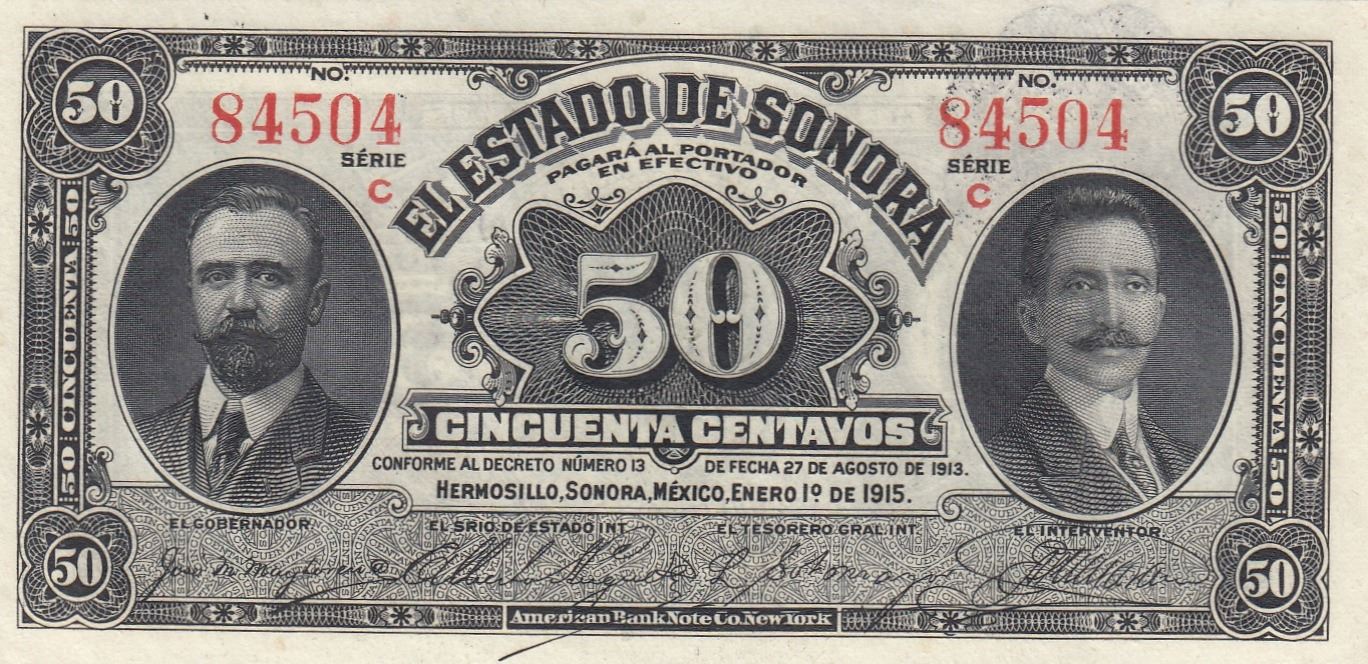 50
50
NO.
84504
SÉRIE
C
EL ESTADO DE SONORA
PAGARÁ AL PORTADOR
EN EFECTIVO
NO.
84504
SÉRIE
C
50 CINCUENTA 50
50
50 CINCUENTA 50
CINCUENTA CENTAVOS
CONFORME AL DECRETO NÚMERO 13 DE FECHA 27 DE AGOSTO DE 1913.
HERMOSILLO, SONORA, MÉXICO, ENERO 1º DE 1915.
EL GOBERNADOR
EL SRIO. DE ESTADO INT.
EL TESORERO GRAL. INT.
EL INTERVENTOR.
50
50
American Bank Note Co. New York